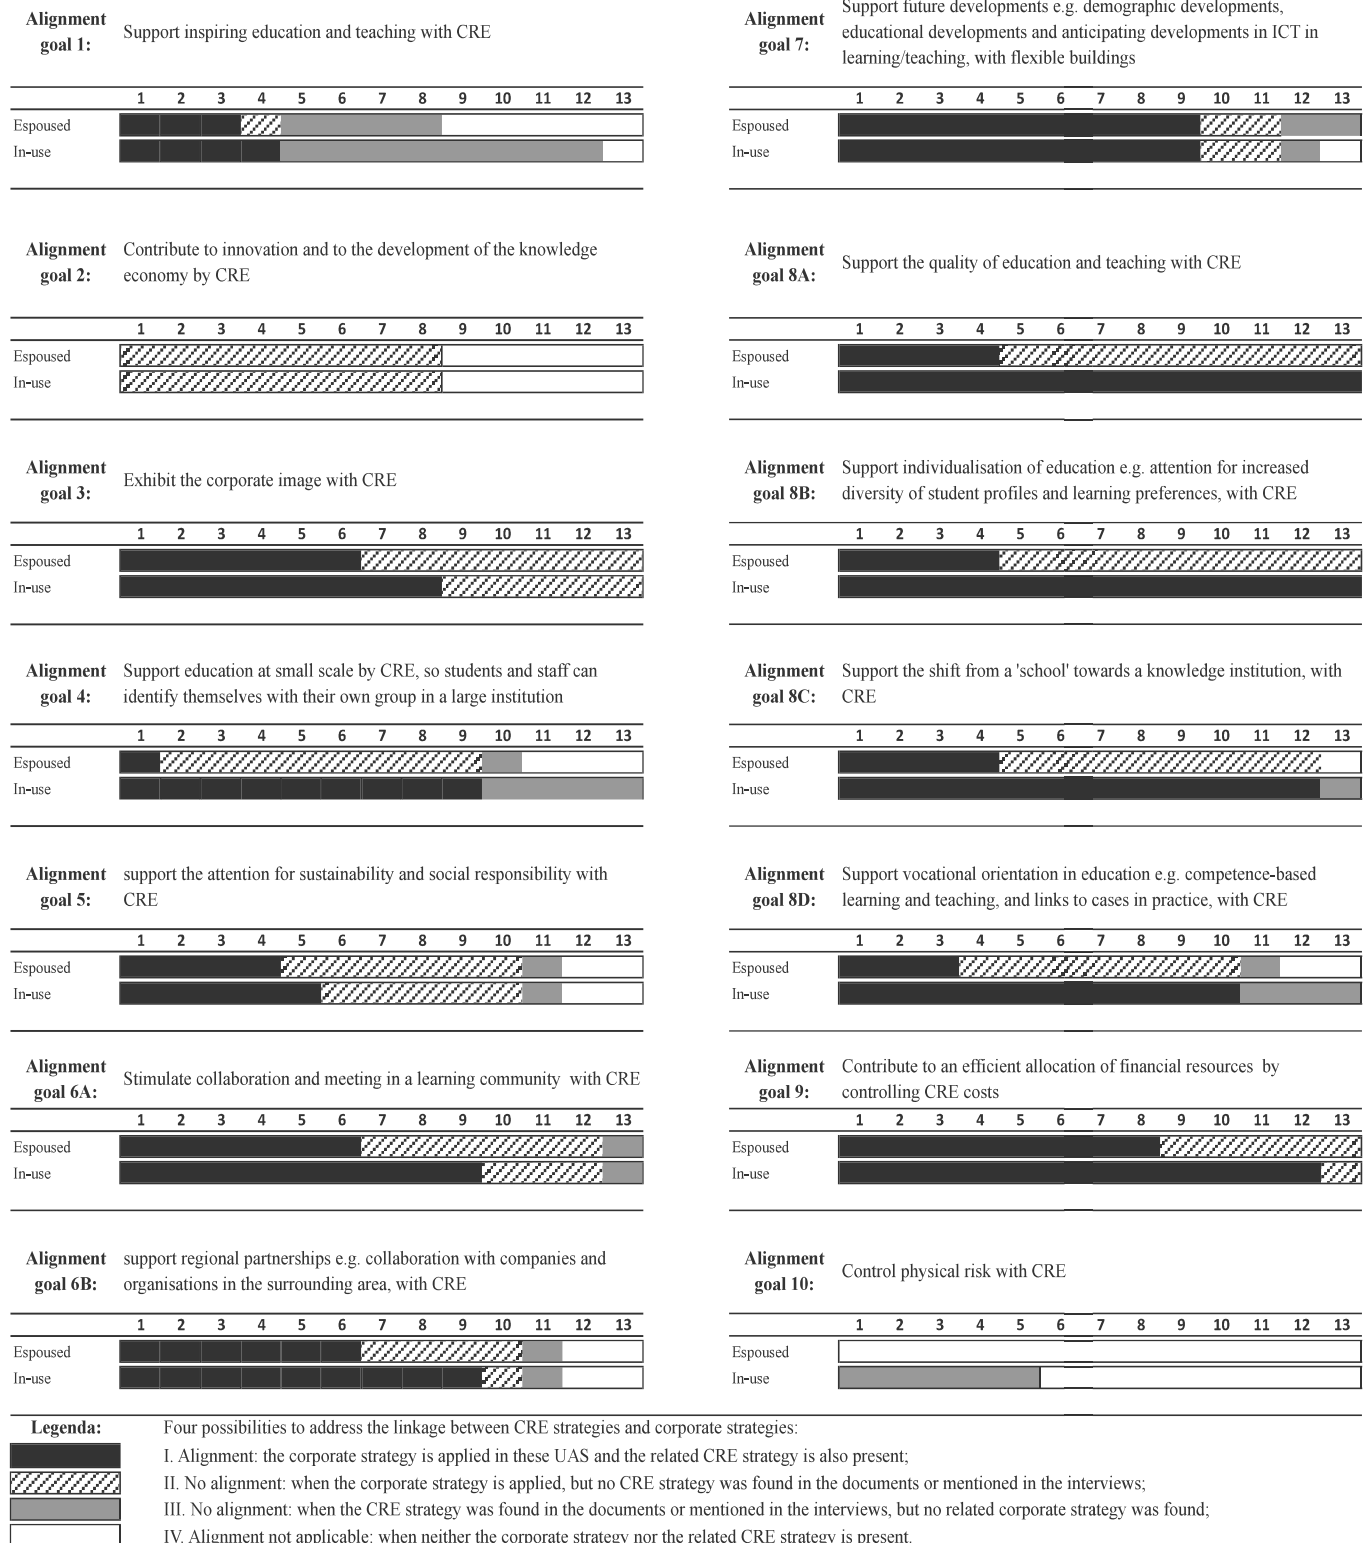 Alignment
goal 1:
Support inspiring education and teaching with CRE
1 2 3 4 5 6 7 8 9 10 11 12 13
Espoused
In-use
Alignment
goal 2:
Contribute to innovation and to the development of the knowledge
economy by CRE
1 2 3 4 5 6 7 8 9 10 11 12 13
Espoused
In-use
Alignment
goal 3:
Exhibit the corporate image with CRE
1 2 3 4 5 6 7 8 9 10 11 12 13
Espoused
In-use
Alignment
goal 4:
Support education at small scale by CRE, so students and staff can
identify themselves with their own group in a large institution
1 2 3 4 5 6 7 8 9 10 11 12 13
Espoused
In-use
Alignment
goal 5:
support the attention for sustainability and social responsibility with
CRE
1 2 3 4 5 6 7 8 9 10 11 12 13
Espoused
In-use
Alignment
goal 6A:
Stimulate collaboration and meeting in a learning community with CRE
1 2 3 4 5 6 7 8 9 10 11 12 13
Espoused
In-use
Alignment
goal 6B:
support regional partnerships e.g. collaboration with companies and
organisations in the surrounding area, with CRE
1 2 3 4 5 6 7 8 9 10 11 12 13
Espoused
In-use
Alignment
goal 7:
Support future developments e.g. demographic developments,
educational developments and anticipating developments in ICT in
learning/teaching, with flexible buildings
1 2 3 4 5 6 7 8 9 10 11 12 13
Espoused
In-use
Alignment
goal 8A:
Support the quality of education and teaching with CRE
1 2 3 4 5 6 7 8 9 10 11 12 13
Espoused
In-use
Alignment
goal 8B:
Support individualisation of education e.g. attention for increased
diversity of student profiles and learning preferences, with CRE
1 2 3 4 5 6 7 8 9 10 11 12 13
Espoused
In-use
Alignment
goal 8C:
Support the shift from a 'school' towards a knowledge institution, with
CRE
1 2 3 4 5 6 7 8 9 10 11 12 13
Espoused
In-use
Alignment
goal 8D:
Support vocational orientation in education e.g. competence-based
learning and teaching, and links to cases in practice, with CRE
1 2 3 4 5 6 7 8 9 10 11 12 13
Espoused
In-use
Alignment
goal 9:
Contribute to an efficient allocation of financial resources by
controlling CRE costs
1 2 3 4 5 6 7 8 9 10 11 12 13
Espoused
In-use
Alignment
goal 10:
Control physical risk with CRE
1 2 3 4 5 6 7 8 9 10 11 12 13
Espoused
In-use
Legenda: Four possibilities to address the linkage between CRE strategies and corporate strategies:
I. Alignment: the corporate strategy is applied in these UAS and the related CRE strategy is also present;
II. No alignment: when the corporate strategy is applied, but no CRE strategy was found in the documents or mentioned in the interviews;
III. No alignment: when the CRE strategy was found in the documents or mentioned in the interviews, but no related corporate strategy was found;
IV. Alignment not applicable: when neither the corporate strategy nor the related CRE strategy is present.